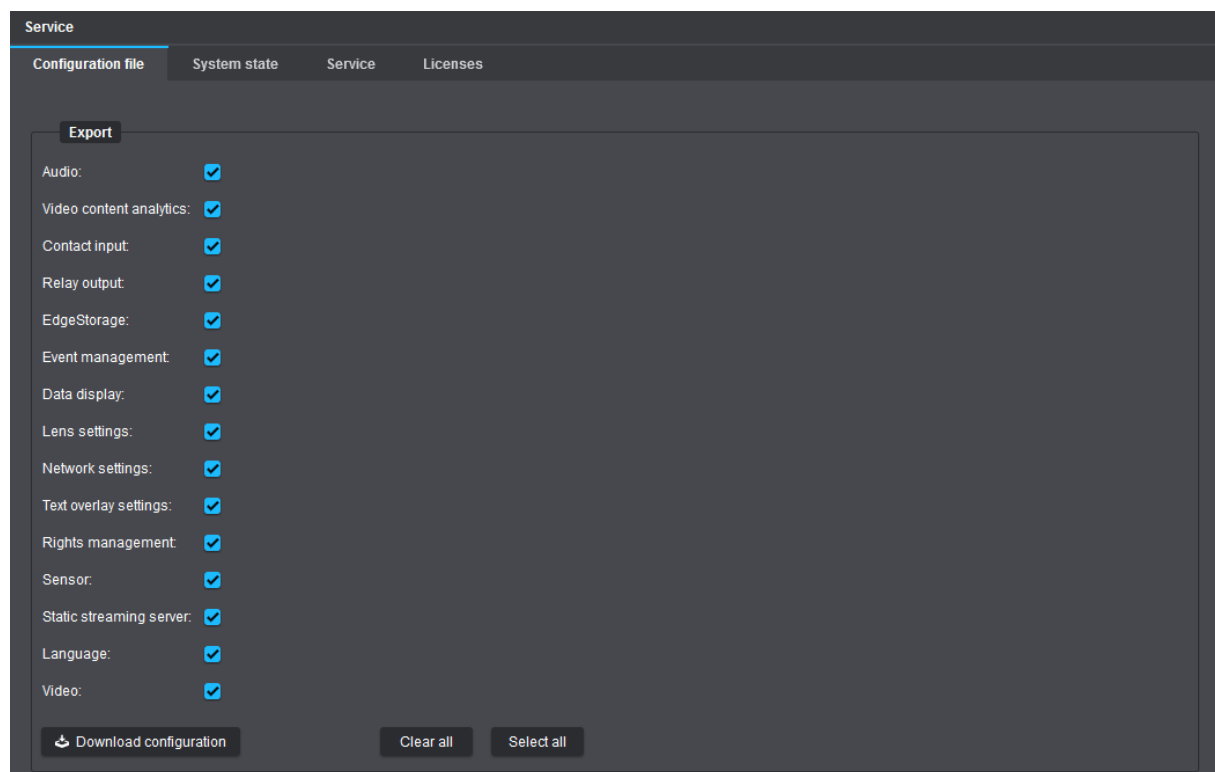 Service
Configuration file System state Service Licenses
Export
Audio:
Video content analytics:
Contact input:
Relay output:
EdgeStorage:
Event management:
Data display:
Lens settings:
Network settings:
Text overlay settings:
Rights management:
Sensor:
Static streaming server:
Language:
Video:
Download configuration Clear all Select all